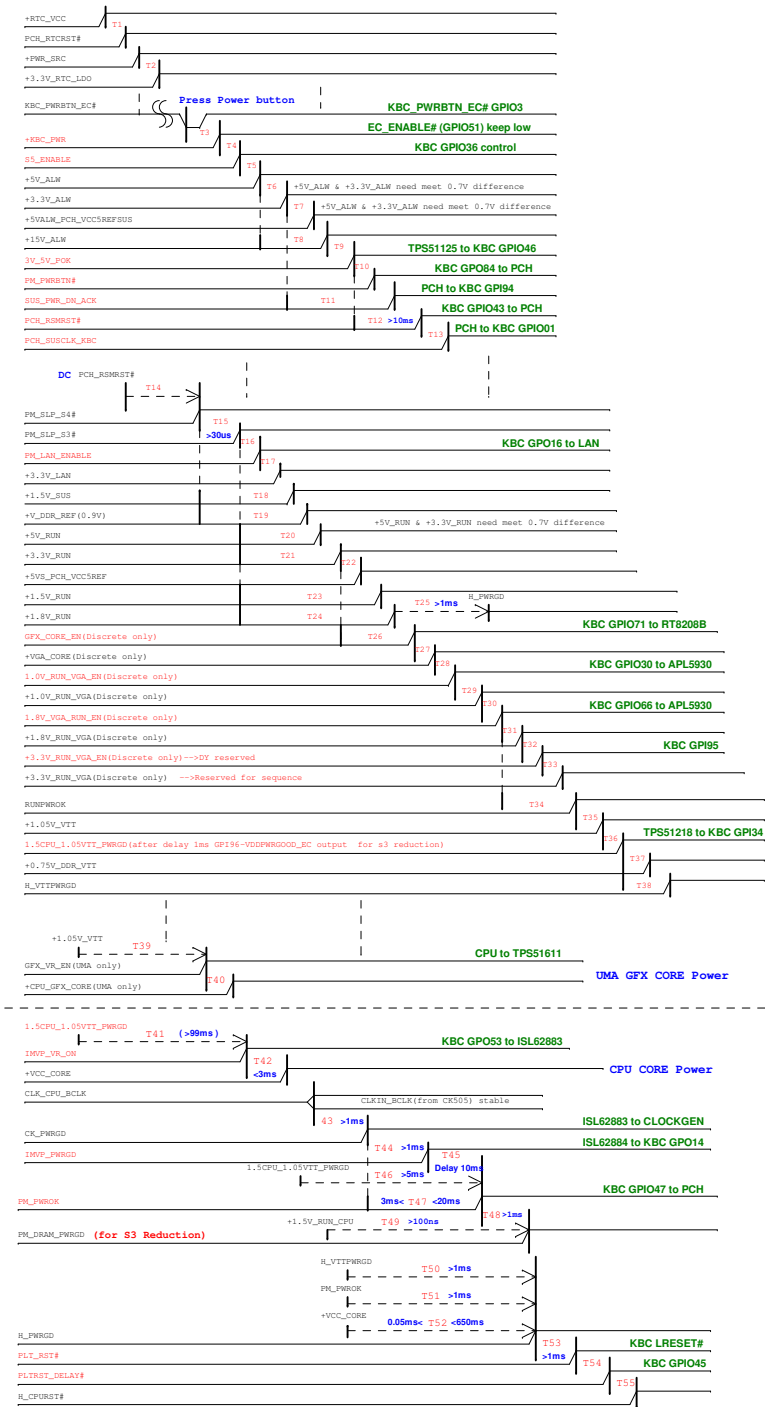 +RTC_VCC
T1
PCH_RTCRST#
+PWR_SRC
T2
+3.3V_RTC_LDO
Press Power button
KBC_PWRBTN_EC#
KBC_PWRBTN_EC# GPIO3
T3
EC_ENABLE# (GPIO51) keep low
+KBC_PWR
T4
KBC GPIO36 control
S5_ENABLE
T5
+5V_ALW
T6
+5V_ALW & +3.3V_ALW need meet 0.7V difference
+3.3V_ALW
T7
+5V_ALW & +3.3V_ALW need meet 0.7V difference
+5VALW_PCH_VCC5REFSUS
T8
+15V_ALW
T9
TPS51125 to KBC GPIO46
3V_5V_POK
T10
KBC GPO84 to PCH
PM_PWRBTN#
PCH to KBC GPI94
SUS_PWR_DN_ACK
T11
KBC GPIO43 to PCH
PCH_RSMRST#
T12 >10ms
PCH to KBC GPIO01
T13
PCH_SUSCLK_KBC
DC PCH_RSMRST#
T14
PM_SLP_S4#
T15
PM_SLP_S3#
>30us
T16
KBC GPO16 to LAN
PM_LAN_ENABLE
T17
+3.3V_LAN
+1.5V_SUS
T18
+V_DDR_REF(0.9V)
T19
+5V_RUN & +3.3V_RUN need meet 0.7V difference
+5V_RUN
T20
+3.3V_RUN
T21
T22
+5VS_PCH_VCC5REF
+1.5V_RUN
T23
T25 >1ms
H_PWRGD
+1.8V_RUN
T24
KBC GPIO71 to RT8208B
GFX_CORE_EN(Discrete only)
T26
T27
+VGA_CORE(Discrete only)
T28
KBC GPIO30 to APL5930
1.0V_RUN_VGA_EN(Discrete only)
T29
+1.0V_RUN_VGA(Discrete only)
T30
KBC GPIO66 to APL5930
1.8V_VGA_RUN_EN(Discrete only)
T31
+1.8V_RUN_VGA(Discrete only)
T32
KBC GPI95
+3.3V_RUN_VGA_EN(Discrete only)-->DY reserved
T33
+3.3V_RUN_VGA(Discrete only) -->Reserved for sequence
RUNPWROK
T34
T35
+1.05V_VTT
T36
TPS51218 to KBC GPI34
1.5CPU_1.05VTT_PWRGD(after delay 1ms GPI96-VDDPWRGOOD_EC output for s3 reduction)
T37
+0.75V_DDR_VTT
H_VTTPWRGD
T38
+1.05V_VTT
T39
CPU to TPS51611
GFX_VR_EN(UMA only)
T40
UMA GFX CORE Power
+CPU_GFX_CORE(UMA only)
1.5CPU_1.05VTT_PWRGD
T41 (>99ms)
KBC GPO53 to ISL62883
IMVP_VR_ON
T42
CPU CORE Power
+VCC_CORE
<3ms
CLK_CPU_BCLK
CLKIN_BCLK(from CK505) stable
43 >1ms
ISL62883 to CLOCKGEN
CK_PWRGD
T44 >1ms
T45
ISL62884 to KBC GPO14
IMVP_PWRGD
1.5CPU_1.05VTT_PWRGD
Delay 10ms
T46 >5ms
KBC GPIO47 to PCH
PM_PWROK
3ms< T47 <20ms
T48 >1ms
+1.5V_RUN_CPU
T49 >100ns
PM_DRAM_PWRGD (for S3 Reduction)
H_VTTPWRGD
T50 >1ms
PM_PWROK
T51 >1ms
+VCC_CORE
0.05ms< T52 <650ms
H_PWRGD
T53
KBC LRESET#
PLT_RST#
>1ms
T54
KBC GPIO45
PLTRST_DELAY#
T55
H_CPURST#